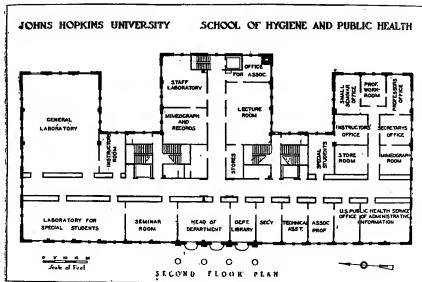 JOHNS HOPKINS UNIVERSITY SCHOOL OF HYGIENE AND PUBLIC HEALTH
GENERAL
LABORATORY
INSTRUCTORS
ROOM
STAFF
LABORATORY
MIMEOGRAPH
AND
RECORDS
OFFICE
FOR ASSOC.
LECTURE
ROOM
STORES
SPECIAL
STUDENTS
SMALL
SEMINAR
OFFICE
PROF.
WORK-
ROOM
PROFESSORS
OFFICE
INSTRUCTORS
OFFICE
SECRETARYS
OFFICE
STORE
ROOM
MIMEOGRAPH
ROOM
LABORATORY FOR
SPECIAL STUDENTS
SEMINAR
ROOM
HEAD OF
DEPARTMENT
DEPT.
LIBRARY
SEC'Y
TECHNICAL
ASST.
ASSOC
PROF
U.S. PUBLIC HEALTH SERVICE
OFFICE OF ADMINISTRATIVE
INFORMATION
Scale of Feet
SECOND FLOOR PLAN